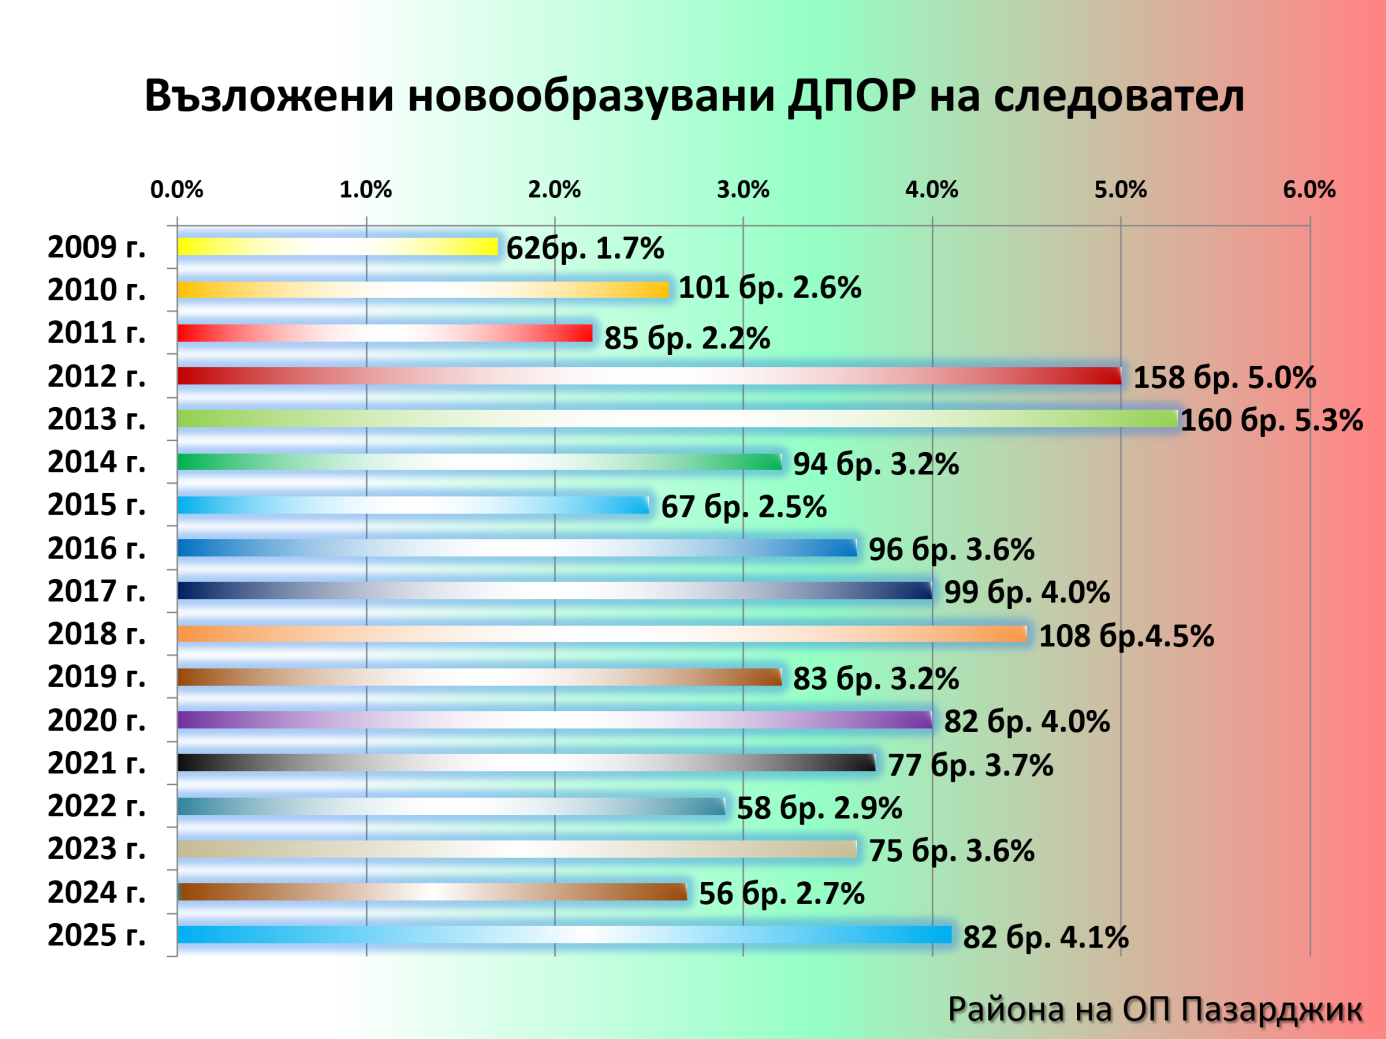 Възложени новообразувани ДПОР на следовател
0.0% 1.0% 2.0% 3.0% 4.0% 5.0% 6.0%
2009 г. 62бр. 1.7%
2010 г. 101 бр. 2.6%
2011 г. 85 бр. 2.2%
2012 г. 158 бр. 5.0%
2013 г. 160 бр. 5.3%
2014 г. 94 бр. 3.2%
2015 г. 67 бр. 2.5%
2016 г. 96 бр. 3.6%
2017 г. 99 бр. 4.0%
2018 г. 108 бр.4.5%
2019 г. 83 бр. 3.2%
2020 г. 82 бр. 4.0%
2021 г. 77 бр. 3.7%
2022 г. 58 бр. 2.9%
2023 г. 75 бр. 3.6%
2024 г. 56 бр. 2.7%
2025 г. 82 бр. 4.1%
Района на ОП Пазарджик